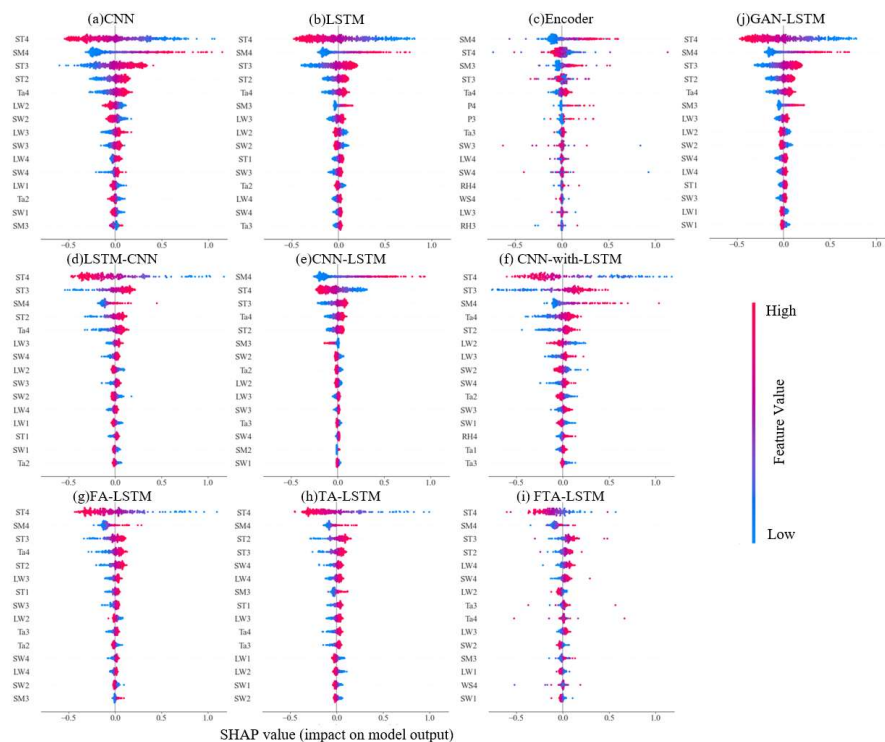 (a)CNN
ST4
SM4
ST3
ST2
Ta4
LW2
SW2
LW3
SW3
LW4
SW4
LW1
Ta2
SW1
SM3
−0.5 0.0 0.5 1.0
(b)LSTM
ST4
SM4
ST3
ST2
Ta4
SM3
LW3
LW2
SW2
ST1
SW3
Ta2
LW4
SW4
Ta3
−0.5 0.0 0.5 1.0
(c)Encoder
SM4
ST4
SM3
ST3
Ta4
P4
P3
Ta3
SW3
LW4
SW4
RH4
WS4
LW3
RH3
−0.5 0.0 0.5 1.0
(j)GAN-LSTM
ST4
SM4
ST3
ST2
Ta4
SM3
LW3
LW2
SW2
SW4
LW4
ST1
SW3
LW1
SW1
−0.5 0.0 0.5 1.0
(d)LSTM-CNN
ST4
ST3
SM4
ST2
Ta4
LW3
SW4
LW2
SW3
SW2
LW4
LW1
ST1
SW1
Ta2
−0.5 0.0 0.5 1.0
(e)CNN-LSTM
SM4
ST4
ST3
Ta4
ST2
SM3
SW2
Ta2
LW2
LW3
SW3
Ta3
SW4
SM2
SW1
−0.5 0.0 0.5 1.0
(f) CNN-with-LSTM
ST4
ST3
SM4
Ta4
ST2
LW2
LW3
SW2
SW4
Ta2
SW3
SW1
RH4
Ta1
Ta3
−0.5 0.0 0.5 1.0
High
Feature Value
Low
(g)FA-LSTM
ST4
SM4
ST3
Ta4
ST2
LW3
ST1
SW3
LW2
Ta3
Ta2
SW4
LW4
SW2
SM3
−0.5 0.0 0.5 1.0
(h)TA-LSTM
ST4
SM4
ST2
ST3
SW4
LW4
SM3
ST1
LW3
Ta4
Ta3
LW1
LW2
SW1
SW2
−0.5 0.0 0.5 1.0
(i) FTA-LSTM
ST4
SM4
ST3
ST2
LW4
SW4
LW2
Ta3
Ta4
LW3
SW2
SM3
LW1
WS4
SW1
−0.5 0.0 0.5 1.0
SHAP value (impact on model output)